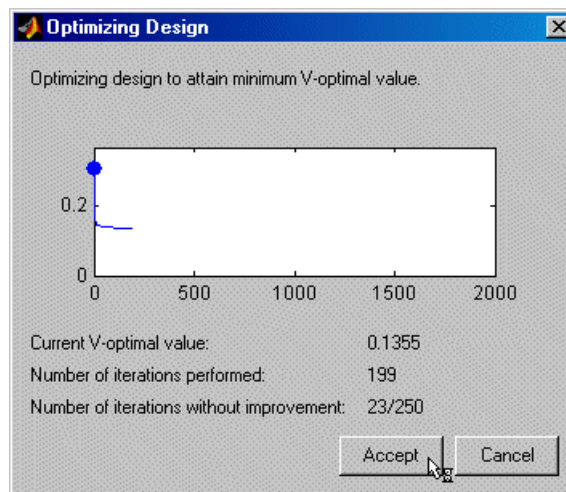 Optimizing Design
Optimizing design to attain minimum V-optimal value.
0.2
0
0 500 1000 1500 2000
Current V-optimal value: 0.1355
Number of iterations performed: 199
Number of iterations without improvement: 23/250
Accept Cancel